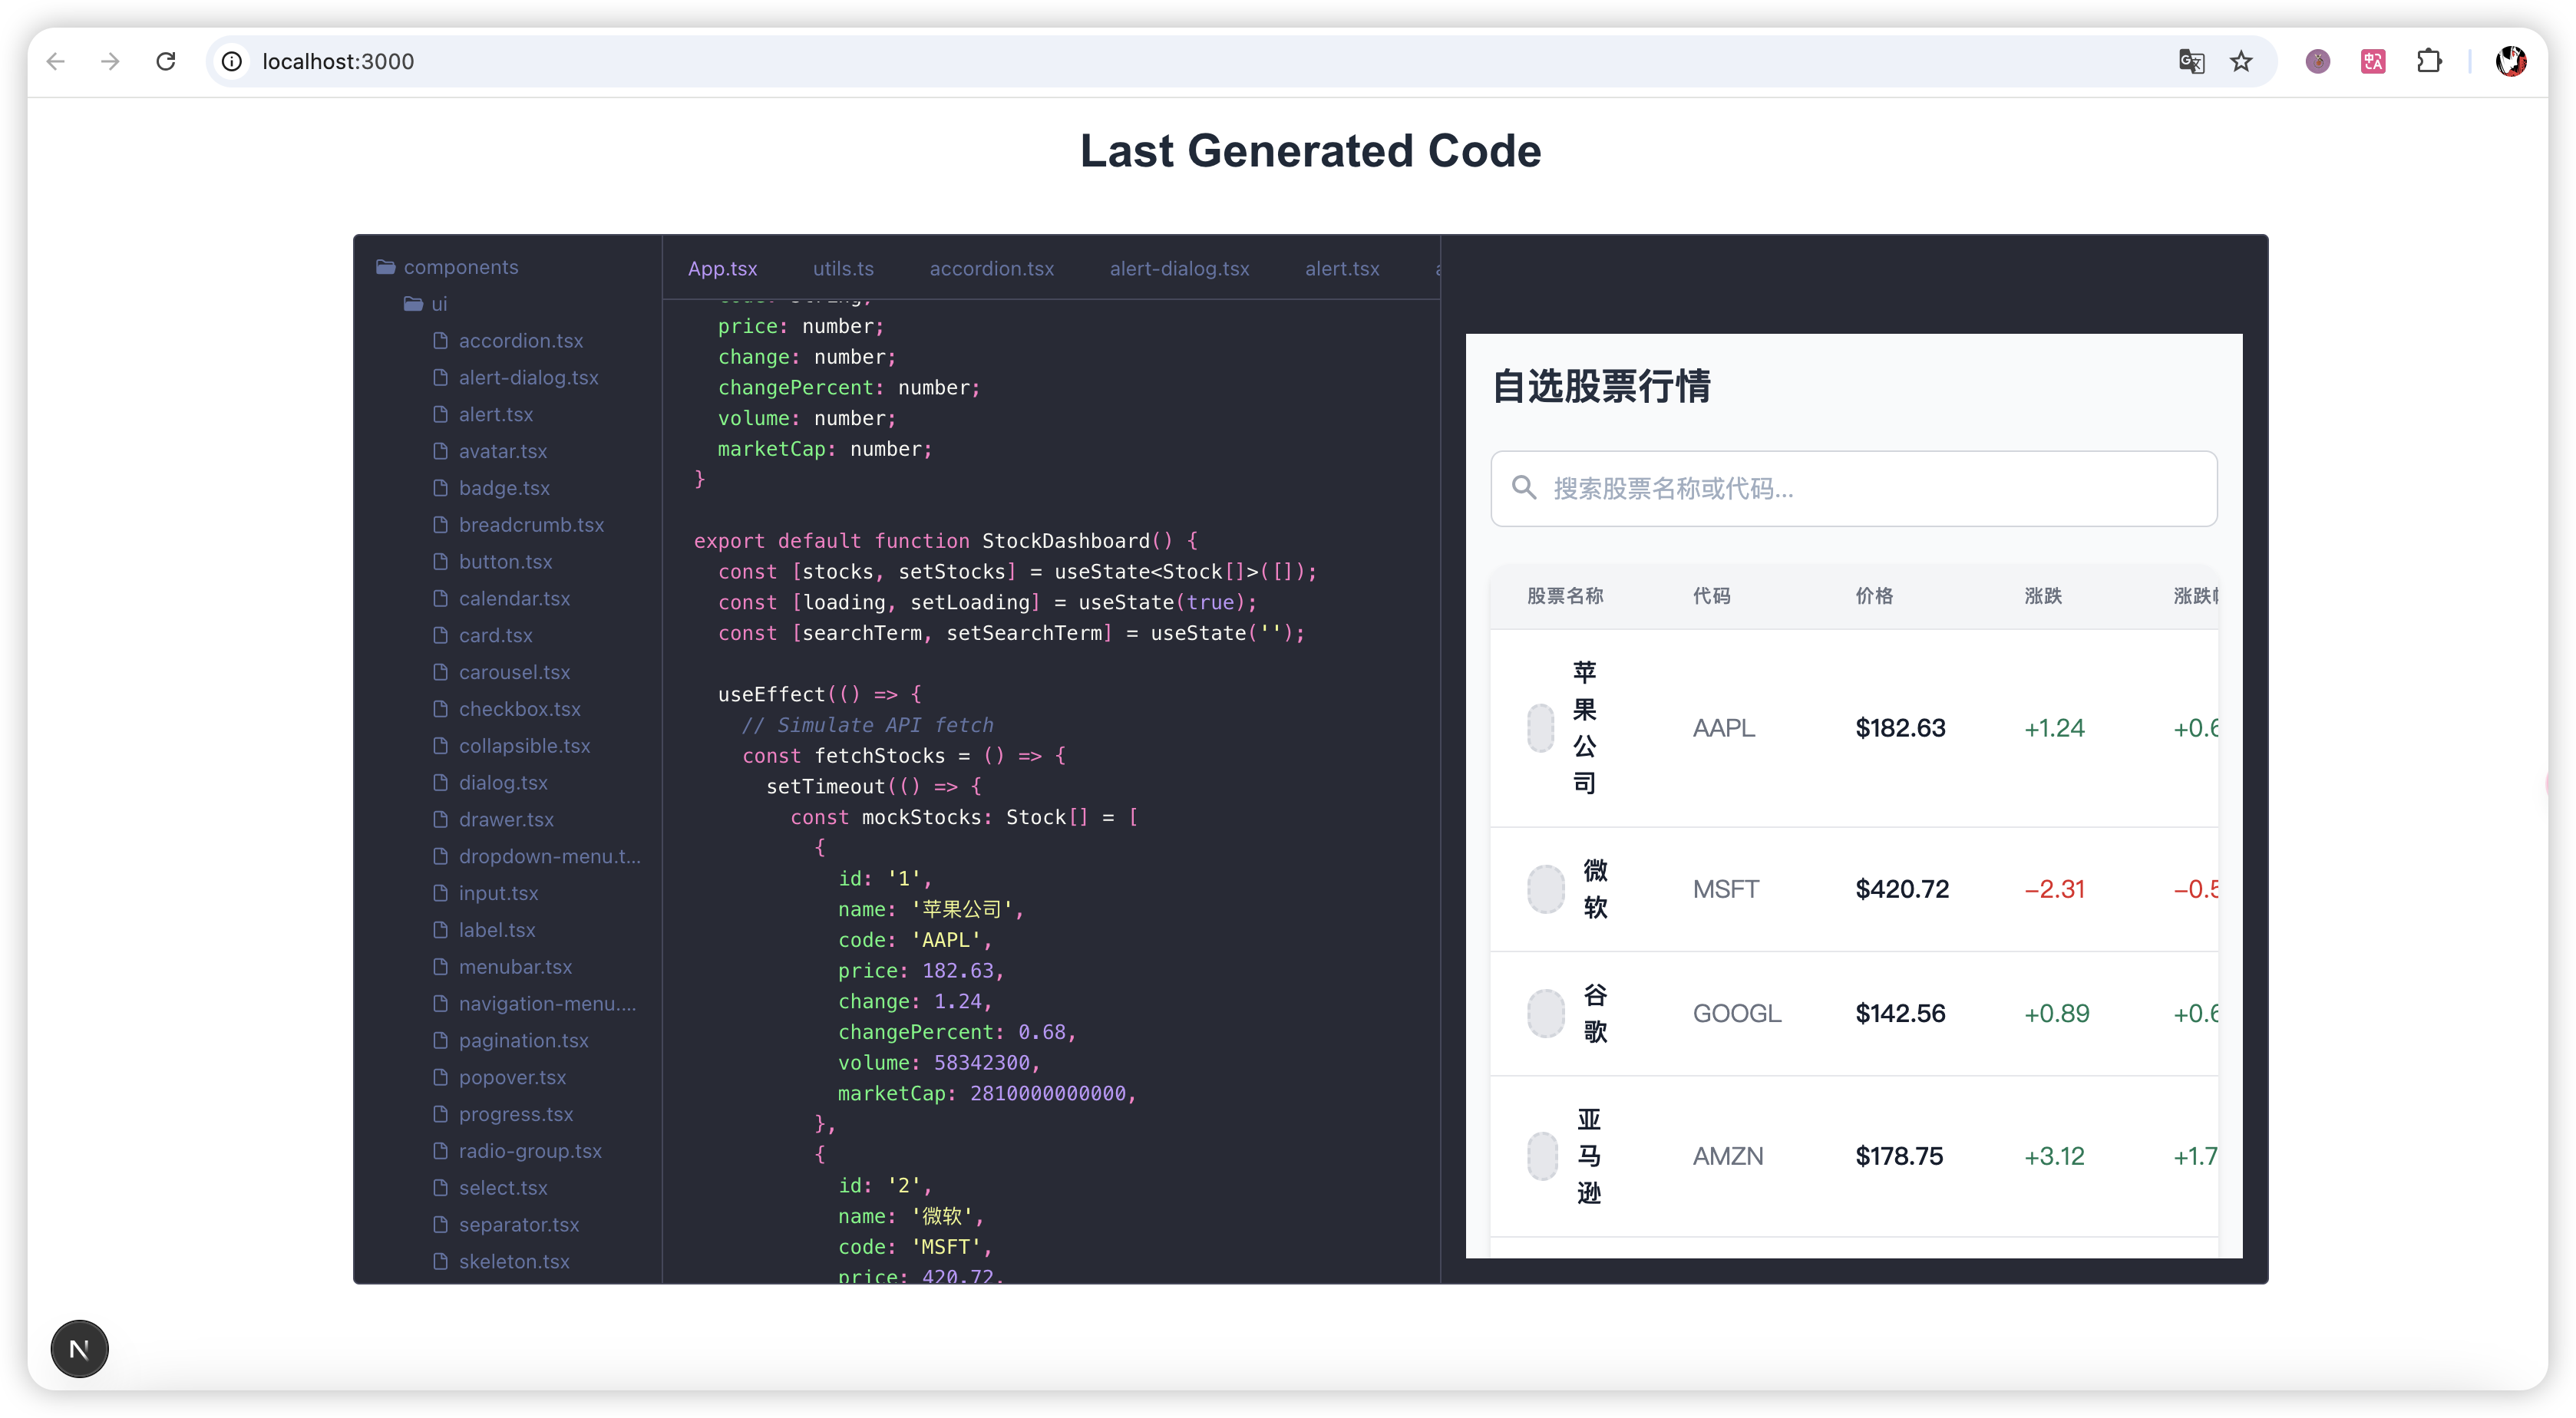 localhost:3000
Last Generated Code
components
ui
accordion.tsx
alert-dialog.tsx
alert.tsx
avatar.tsx
badge.tsx
breadcrumb.tsx
button.tsx
calendar.tsx
card.tsx
carousel.tsx
checkbox.tsx
collapsible.tsx
dialog.tsx
drawer.tsx
dropdown-menu.t...
input.tsx
label.tsx
menubar.tsx
navigation-menu....
pagination.tsx
popover.tsx
progress.tsx
radio-group.tsx
select.tsx
separator.tsx
skeleton.tsx
App.tsx utils.ts accordion.tsx alert-dialog.tsx alert.tsx
price: number;
change: number;
changePercent: number;
volume: number;
marketCap: number;
}
export default function StockDashboard() {
const [stocks, setStocks] = useState<Stock[]>([]);
const [loading, setLoading] = useState(true);
const [searchTerm, setSearchTerm] = useState('');
useEffect(() => {
// Simulate API fetch
const fetchStocks = () => {
setTimeout(() => {
const mockStocks: Stock[] = [
{
id: '1',
name: '苹果公司',
code: 'AAPL',
price: 182.63,
change: 1.24,
changePercent: 0.68,
volume: 58342300,
marketCap: 2810000000000,
},
{
id: '2',
name: '微软',
code: 'MSFT',
price: 420.72,
自选股票行情
搜索股票名称或代码...
股票名称 代码 价格 涨跌 涨跌
苹果公司 AAPL $182.63 +1.24 +0.6
微软 MSFT $420.72 −2.31 −0.5
谷歌 GOOGL $142.56 +0.89 +0.6
亚马逊 AMZN $178.75 +3.12 +1.7
N